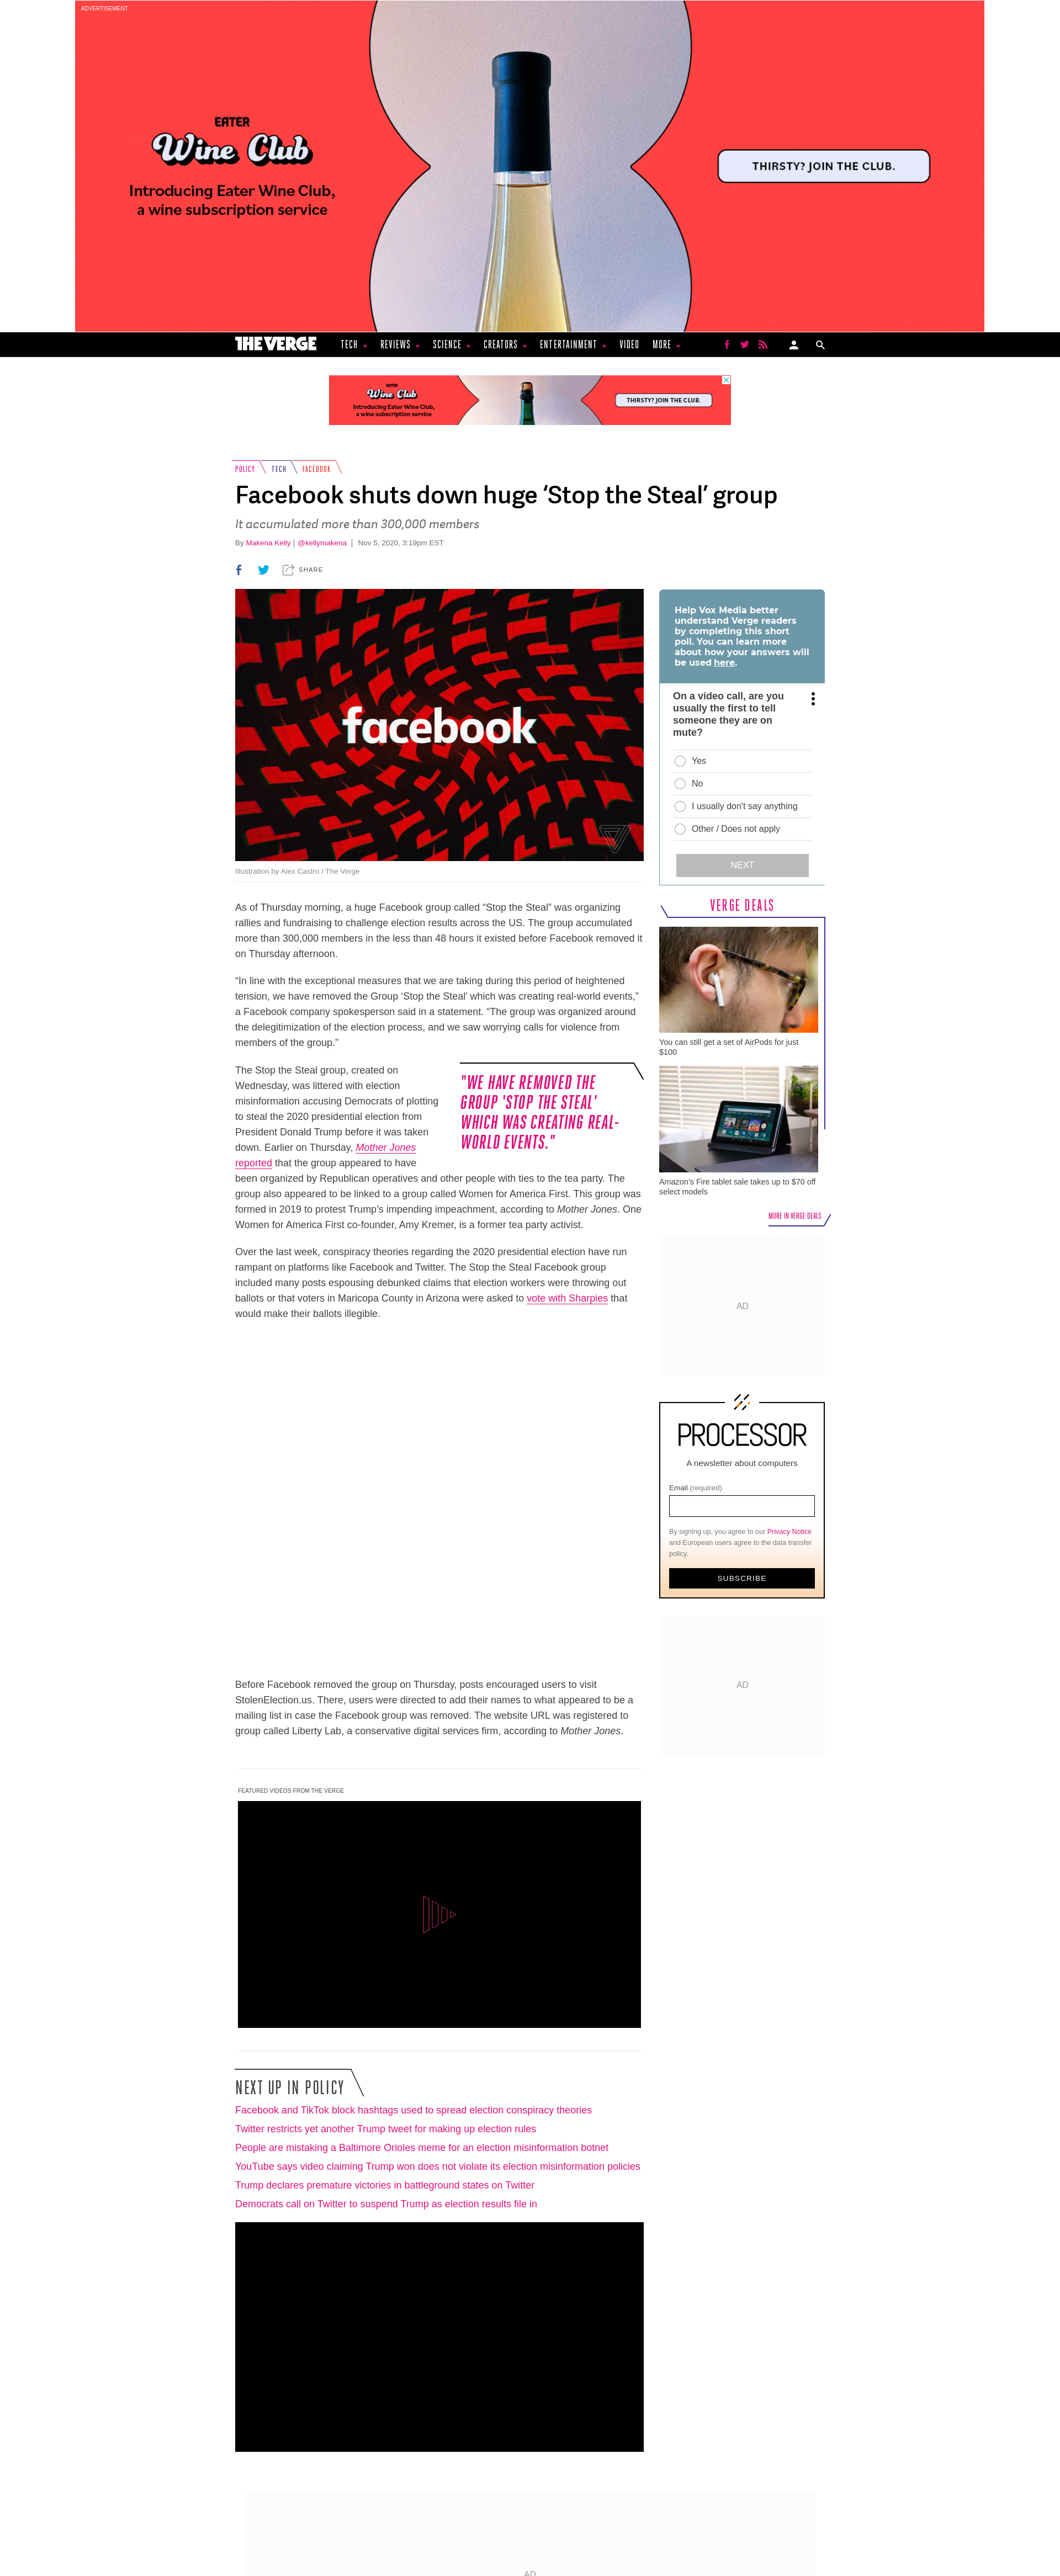 ADVERTISEMENT
EATER
Wine Club
Introducing Eater Wine Club,
a wine subscription service
THIRSTY? JOIN THE CLUB.
THE VERGE
TECH
REVIEWS
SCIENCE
CREATORS
ENTERTAINMENT
VIDEO
MORE
EATER
Wine Club
Introducing Eater Wine Club,
a wine subscription service
THIRSTY? JOIN THE CLUB.
POLICY
TECH
FACEBOOK
Facebook shuts down huge ‘Stop the Steal’ group
It accumulated more than 300,000 members
By Makena Kelly | @kellymakena | Nov 5, 2020, 3:19pm EST
SHARE
facebook
Illustration by Alex Castro / The Verge
As of Thursday morning, a huge Facebook group called “Stop the Steal” was organizing
rallies and fundraising to challenge election results across the US. The group accumulated
more than 300,000 members in the less than 48 hours it existed before Facebook removed it
on Thursday afternoon.
“In line with the exceptional measures that we are taking during this period of heightened
tension, we have removed the Group ‘Stop the Steal’ which was creating real-world events,”
a Facebook company spokesperson said in a statement. “The group was organized around
the delegitimization of the election process, and we saw worrying calls for violence from
members of the group.”
The Stop the Steal group, created on
Wednesday, was littered with election
misinformation accusing Democrats of plotting
to steal the 2020 presidential election from
President Donald Trump before it was taken
down. Earlier on Thursday, Mother Jones
reported that the group appeared to have
been organized by Republican operatives and other people with ties to the tea party. The
group also appeared to be linked to a group called Women for America First. This group was
formed in 2019 to protest Trump’s impending impeachment, according to Mother Jones. One
Women for America First co-founder, Amy Kremer, is a former tea party activist.
"WE HAVE REMOVED THE
GROUP 'STOP THE STEAL'
WHICH WAS CREATING REAL-
WORLD EVENTS."
Over the last week, conspiracy theories regarding the 2020 presidential election have run
rampant on platforms like Facebook and Twitter. The Stop the Steal Facebook group
included many posts espousing debunked claims that election workers were throwing out
ballots or that voters in Maricopa County in Arizona were asked to vote with Sharpies that
would make their ballots illegible.
Before Facebook removed the group on Thursday, posts encouraged users to visit
StolenElection.us. There, users were directed to add their names to what appeared to be a
mailing list in case the Facebook group was removed. The website URL was registered to
group called Liberty Lab, a conservative digital services firm, according to Mother Jones.
FEATURED VIDEOS FROM THE VERGE
NEXT UP IN POLICY
Facebook and TikTok block hashtags used to spread election conspiracy theories
Twitter restricts yet another Trump tweet for making up election rules
People are mistaking a Baltimore Orioles meme for an election misinformation botnet
YouTube says video claiming Trump won does not violate its election misinformation policies
Trump declares premature victories in battleground states on Twitter
Democrats call on Twitter to suspend Trump as election results file in
Help Vox Media better
understand Verge readers
by completing this short
poll. You can learn more
about how your answers will
be used here.
On a video call, are you
usually the first to tell
someone they are on
mute?
Yes
No
I usually don't say anything
Other / Does not apply
NEXT
VERGE DEALS
You can still get a set of AirPods for just
$100
Amazon’s Fire tablet sale takes up to $70 off
select models
MORE IN VERGE DEALS
AD
PROCESSOR
A newsletter about computers
Email (required)
By signing up, you agree to our Privacy Notice
and European users agree to the data transfer
policy.
SUBSCRIBE
AD
AD